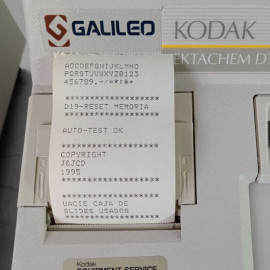 GALILEO
KODAK
EKTACHEM DT
ABCDEFGHIJKLMNO
PQRSTUVWXYZ0123
456789.-/
****************
D19-RESET MEMORIA
AUTO-TEST OK
****************
COPYRIGHT
J&JCD
1995
****************
****************
VACIE CAJA DE
SLIDES USADOS
Kodak
EQUIPMENT SERVICE